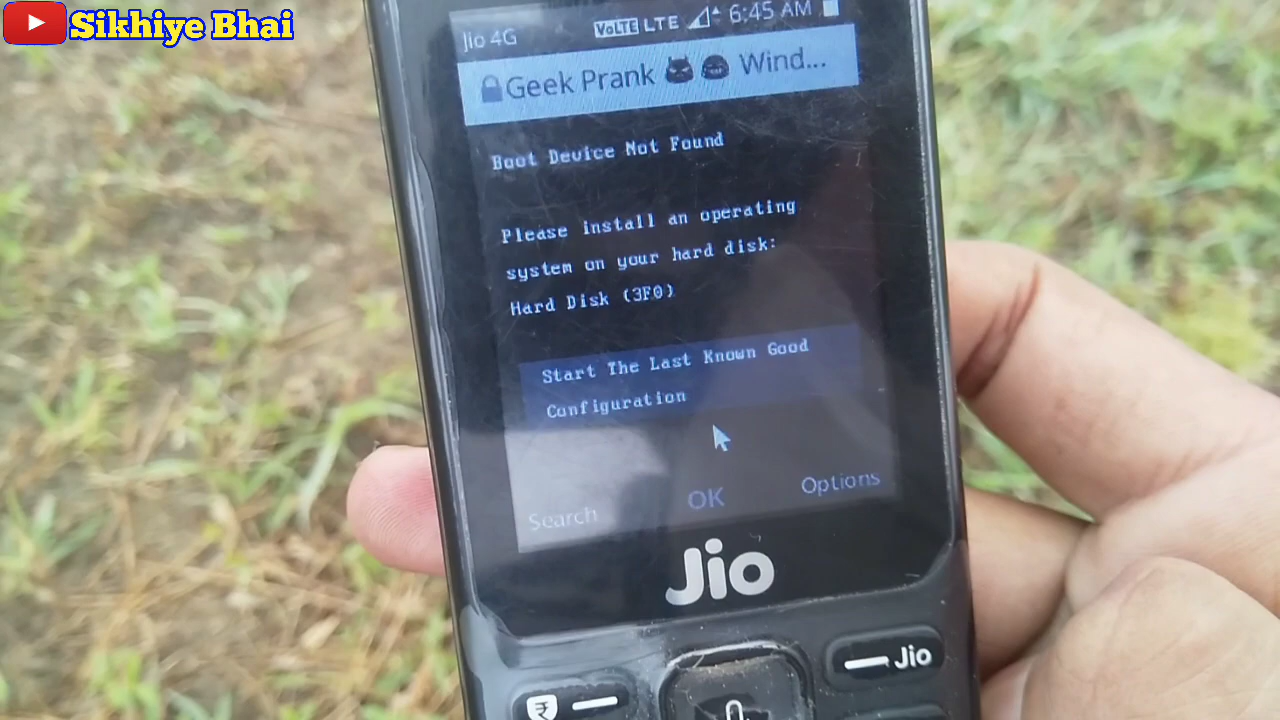 Sikhiye Bhai
Jio 4G VoLTE LTE 6:45 AM
Geek Prank Wind...
Boot Device Not Found
Please install an operating
system on your hard disk:
Hard Disk (3F0)
Start The Last Known Good
Configuration
Search OK Options
Jio
Jio
₹